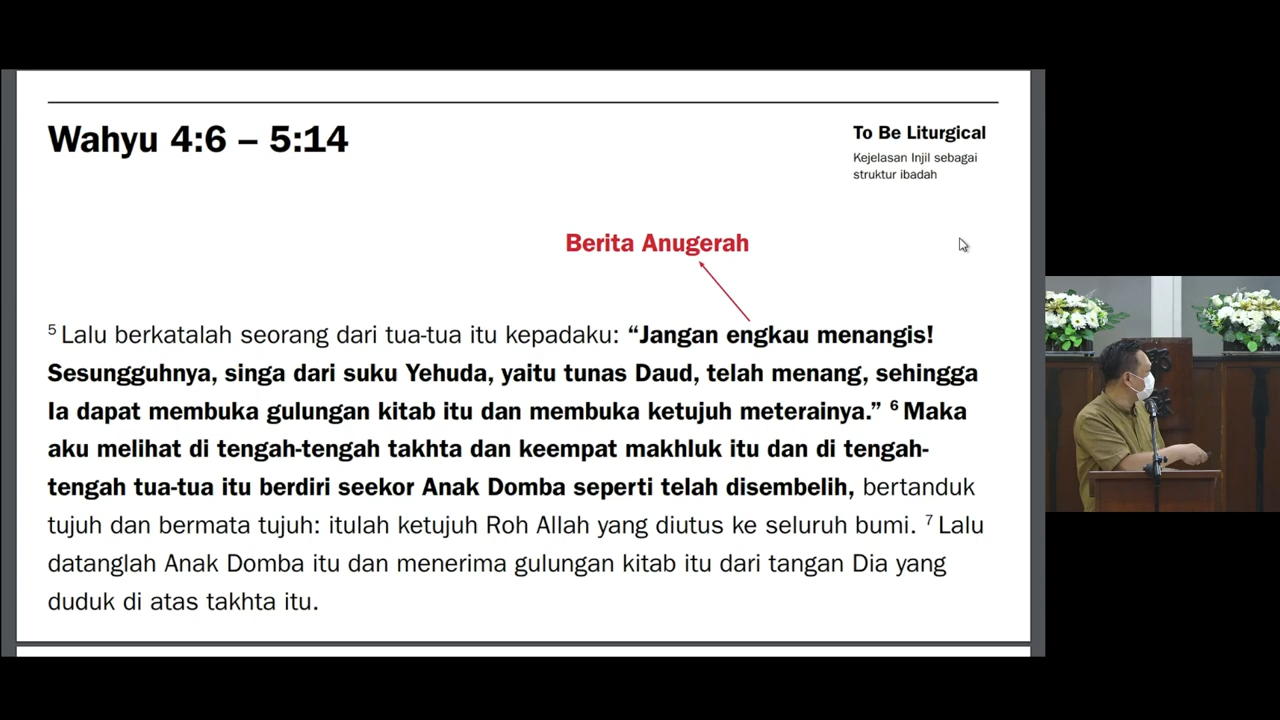 Wahyu 4:6 – 5:14
To Be Liturgical
Kejelasan Injil sebagai
struktur ibadah
Berita Anugerah
⁵ Lalu berkatalah seorang dari tua-tua itu kepadaku: “Jangan engkau menangis!
Sesungguhnya, singa dari suku Yehuda, yaitu tunas Daud, telah menang, sehingga
Ia dapat membuka gulungan kitab itu dan membuka ketujuh meterainya.” ⁶ Maka
aku melihat di tengah-tengah takhta dan keempat makhluk itu dan di tengah-
tengah tua-tua itu berdiri seekor Anak Domba seperti telah disembelih, bertanduk
tujuh dan bermata tujuh: itulah ketujuh Roh Allah yang diutus ke seluruh bumi. ⁷ Lalu
datanglah Anak Domba itu dan menerima gulungan kitab itu dari tangan Dia yang
duduk di atas takhta itu.